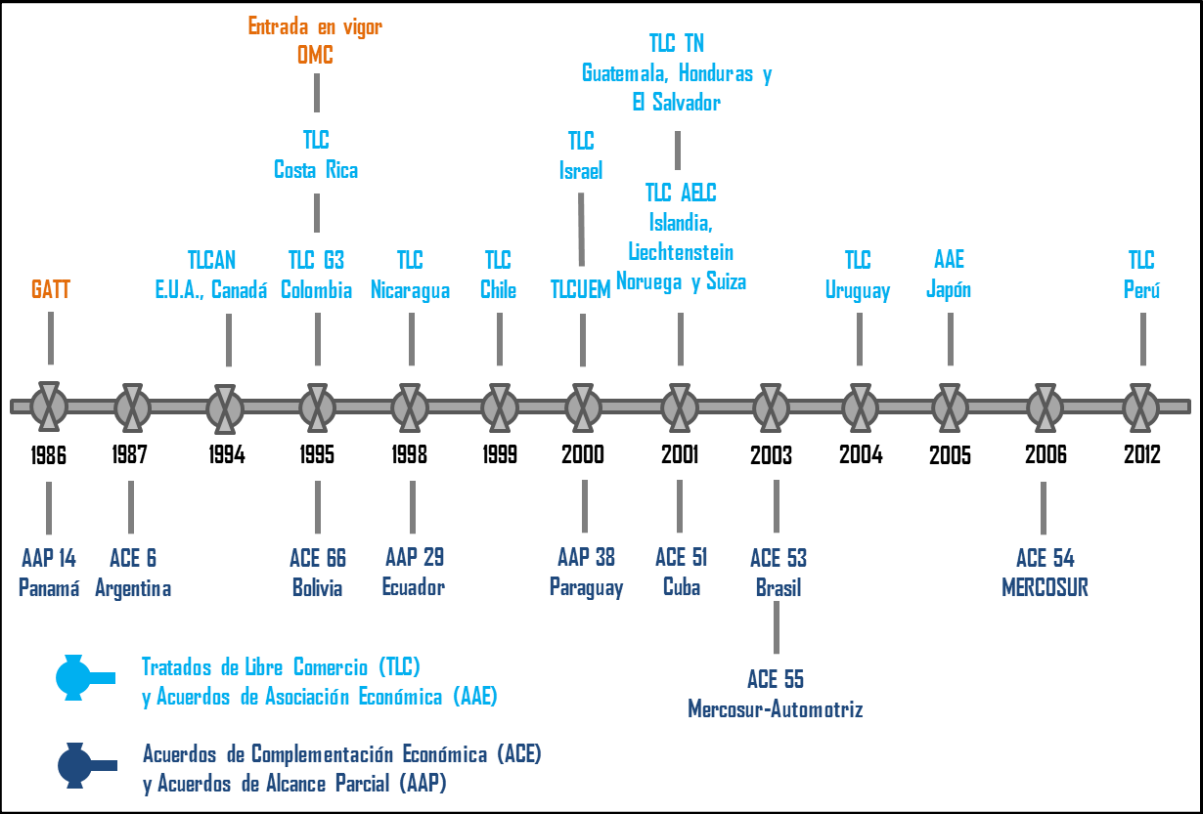 Entrada en vigor
OMC
TLC
Costa Rica
TLC TN
Guatemala, Honduras y
El Salvador
TLC
Israel
TLC AELC
Islandia,
Liechtenstein
Noruega y Suiza
GATT
TLCAN
E.U.A., Canadá
TLC G3
Colombia
TLC
Nicaragua
TLC
Chile
TLCUEM
TLC
Uruguay
AAE
Japón
TLC
Perú
1986 1987 1994 1995 1998 1999 2000 2001 2003 2004 2005 2006 2012
AAP 14
Panamá
ACE 6
Argentina
ACE 66
Bolivia
AAP 29
Ecuador
AAP 38
Paraguay
ACE 51
Cuba
ACE 53
Brasil
ACE 54
MERCOSUR
ACE 55
Mercosur-Automotriz
Tratados de Libre Comercio (TLC)
y Acuerdos de Asociación Económica (AAE)
Acuerdos de Complementación Económica (ACE)
y Acuerdos de Alcance Parcial (AAP)